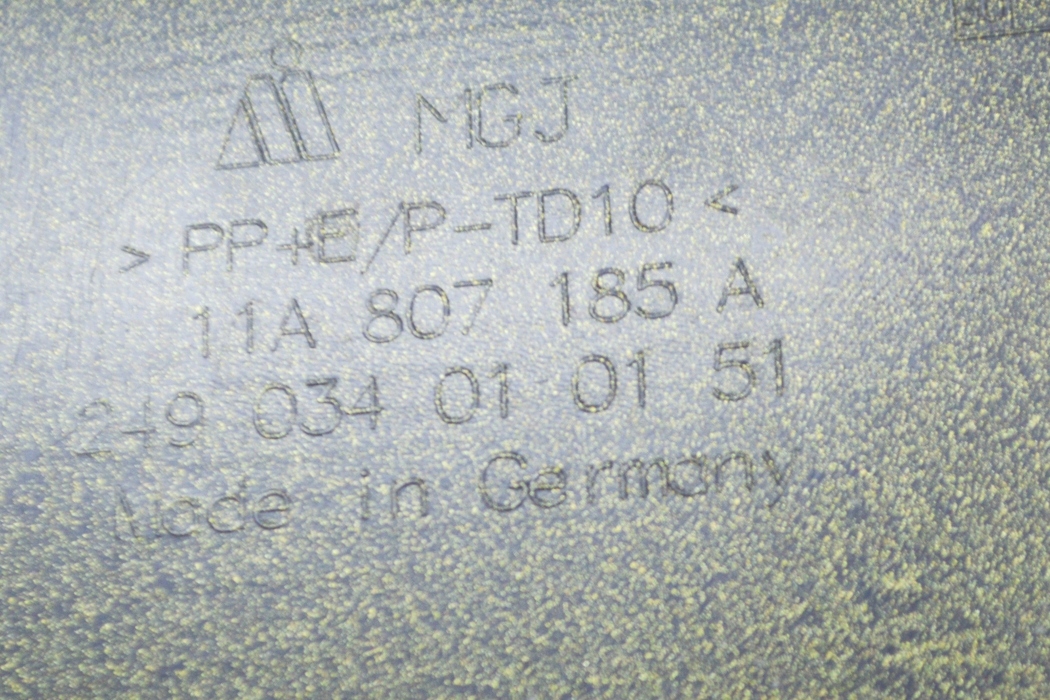 MGJ
>PP+E/P-TD10<
11A 807 185 A
249 034 01 01 51
Made in Germany